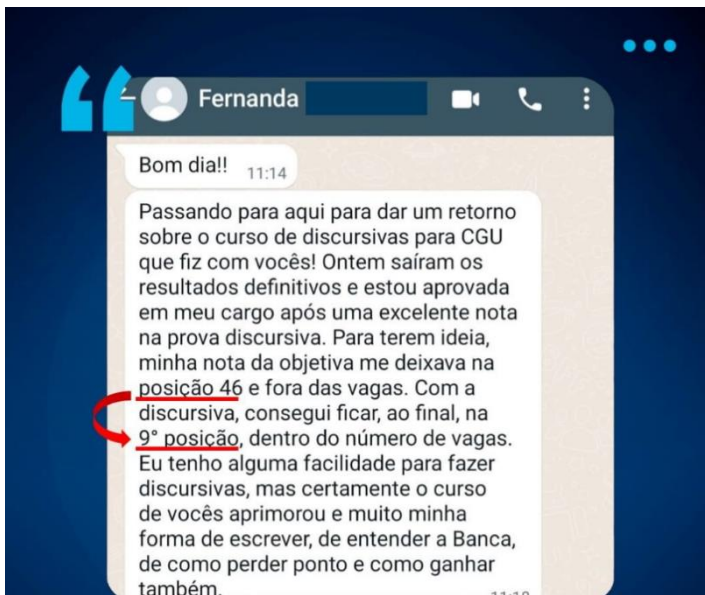 Fernanda
Bom dia!! 11:14
Passando para aqui para dar um retorno
sobre o curso de discursivas para CGU
que fiz com vocês! Ontem saíram os
resultados definitivos e estou aprovada
em meu cargo após uma excelente nota
na prova discursiva. Para terem ideia,
minha nota da objetiva me deixava na
posição 46 e fora das vagas. Com a
discursiva, consegui ficar, ao final, na
9° posição, dentro do número de vagas.
Eu tenho alguma facilidade para fazer
discursivas, mas certamente o curso
de vocês aprimorou e muito minha
forma de escrever, de entender a Banca,
de como perder ponto e como ganhar
também.